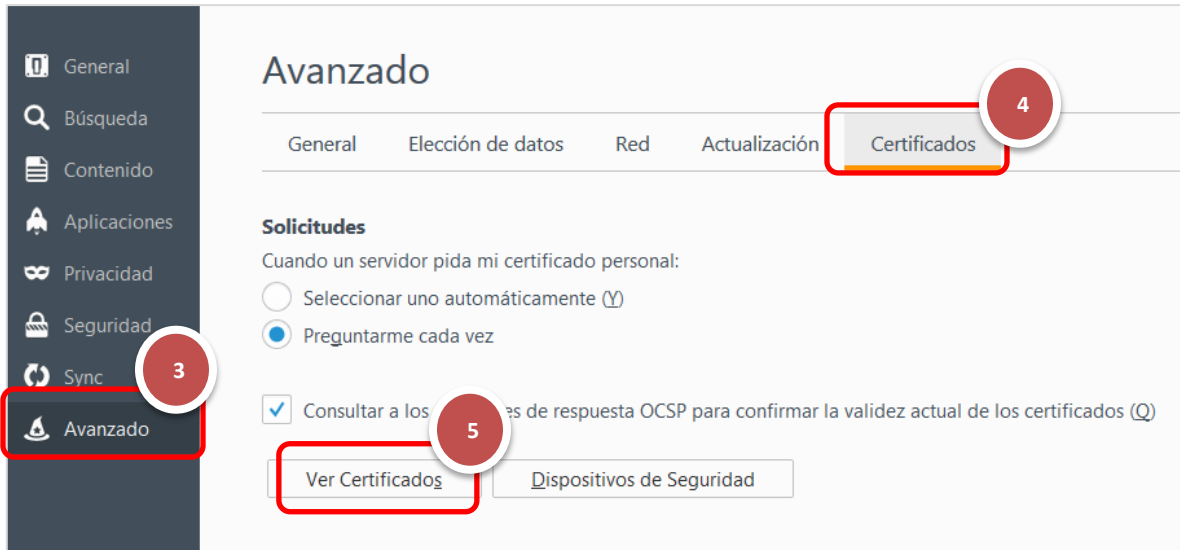 General
Búsqueda
Contenido
Aplicaciones
Privacidad
Seguridad
Sync
3
Avanzado
Avanzado
4
General Elección de datos Red Actualización Certificados
Solicitudes
Cuando un servidor pida mi certificado personal:
Seleccionar uno automáticamente (Y)
Preguntarme cada vez
Consultar a los es de respuesta OCSP para confirmar la validez actual de los certificados (Q)
5
Ver Certificados Dispositivos de Seguridad